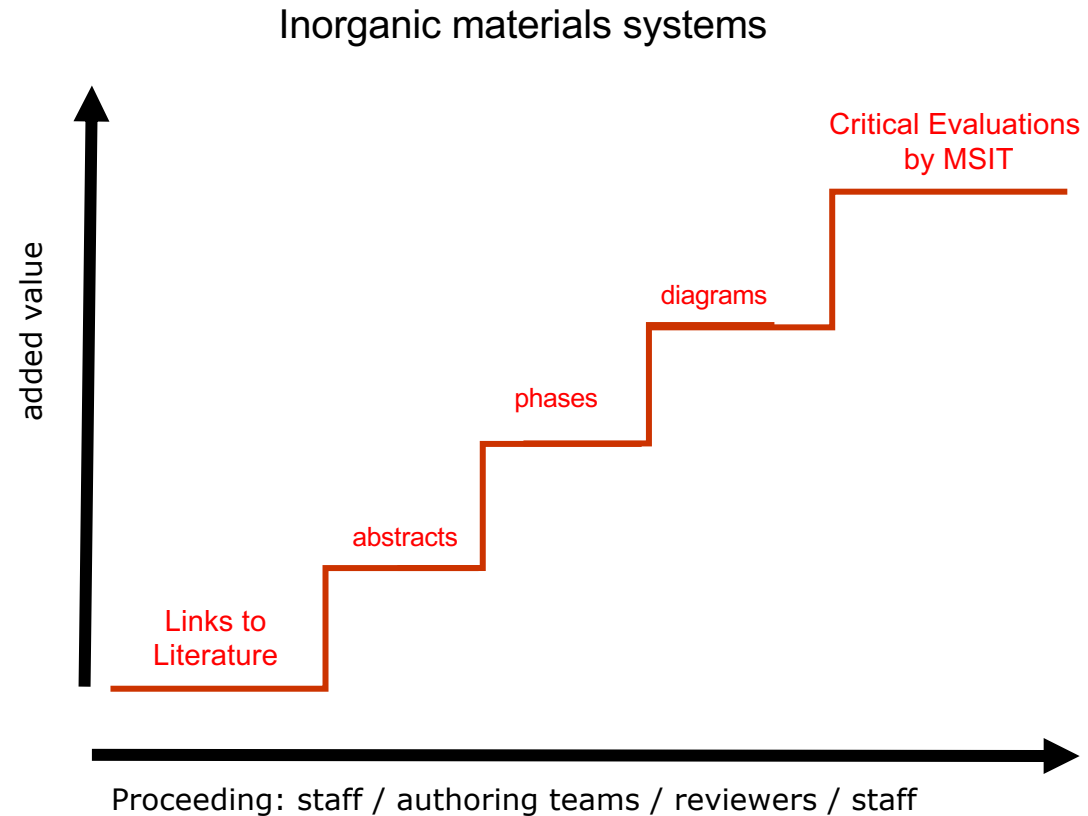 Inorganic materials systems
added value
Critical Evaluations
by MSIT
diagrams
phases
abstracts
Links to
Literature
Proceeding: staff / authoring teams / reviewers / staff